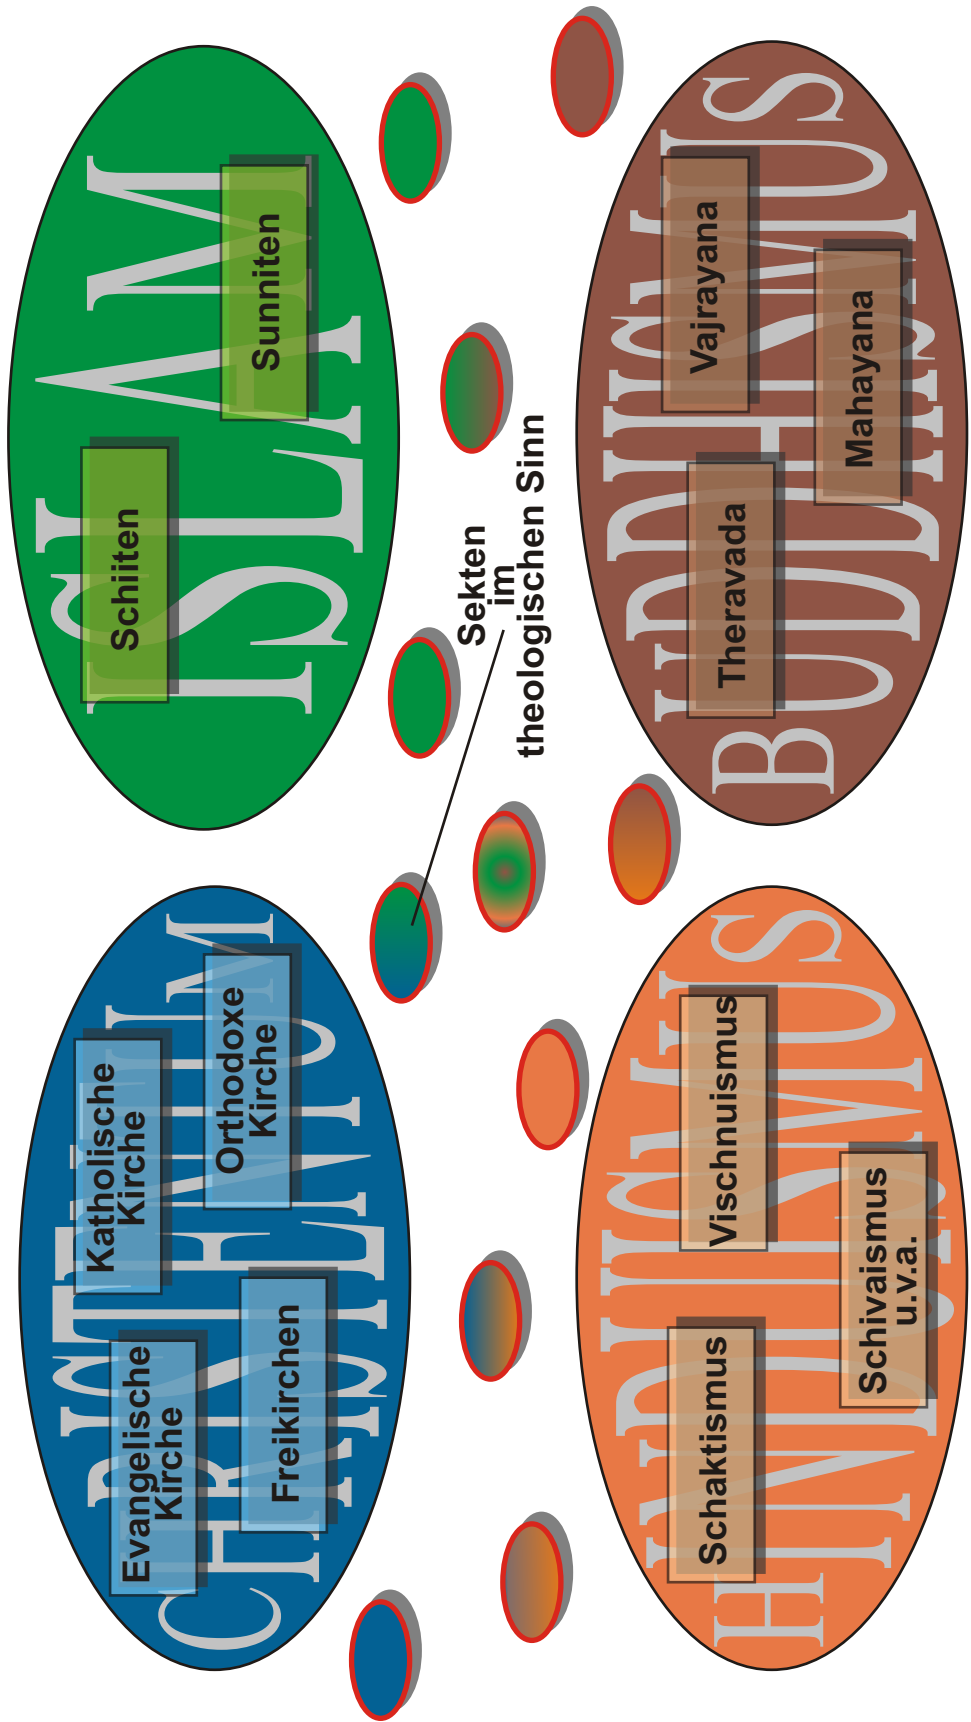 CHRISTENTUM
Katholische
Kirche
Orthodoxe
Kirche
Evangelische
Kirche
Freikirchen
ISLAM
Schiiten
Sunniten
Sekten
im
theologischen Sinn
HINDUISMUS
Vischnuismus
Schaktismus
Schivaismus
u.v.a.
BUDDHISMUS
Vajrayana
Theravada
Mahayana